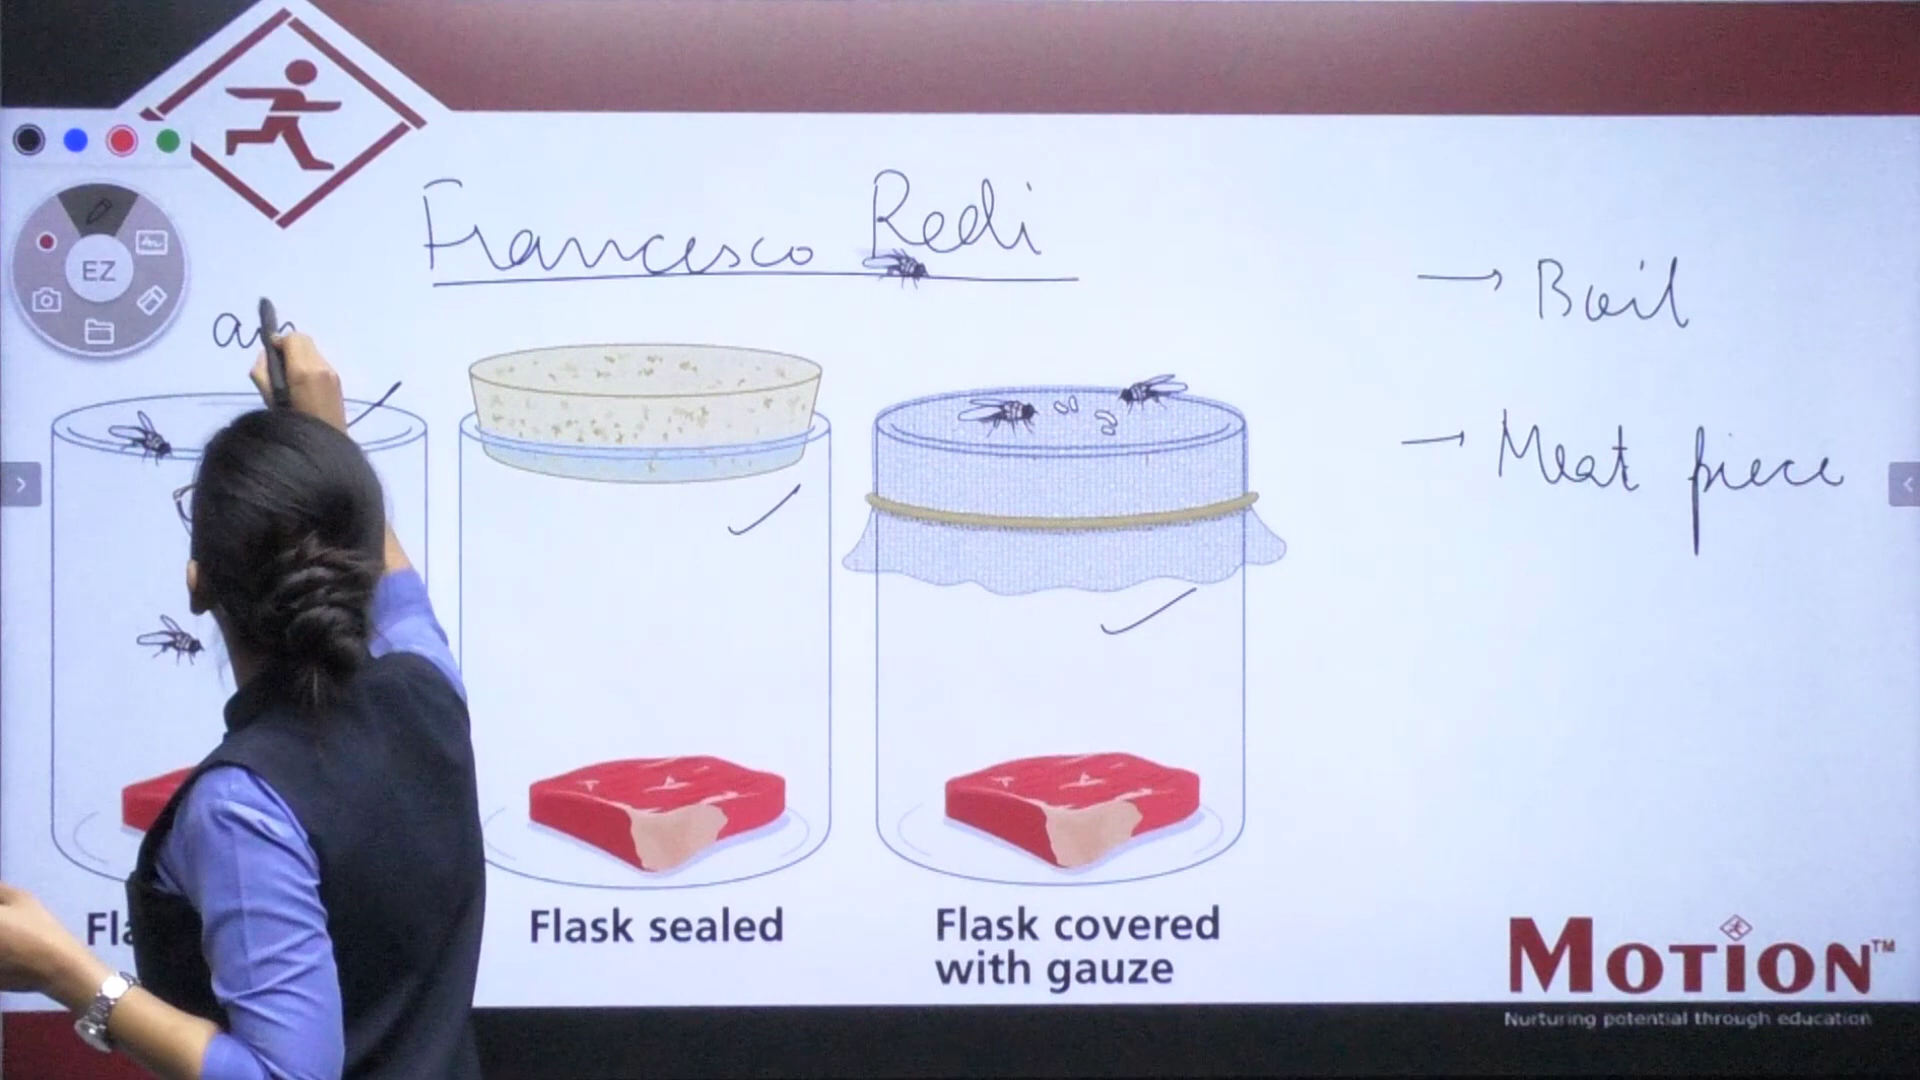 Francesco Redi
→ Boil
EZ
→ Meat piece
Flask sealed
Flask covered
with gauze
MOTION™
Nurturing potential through education